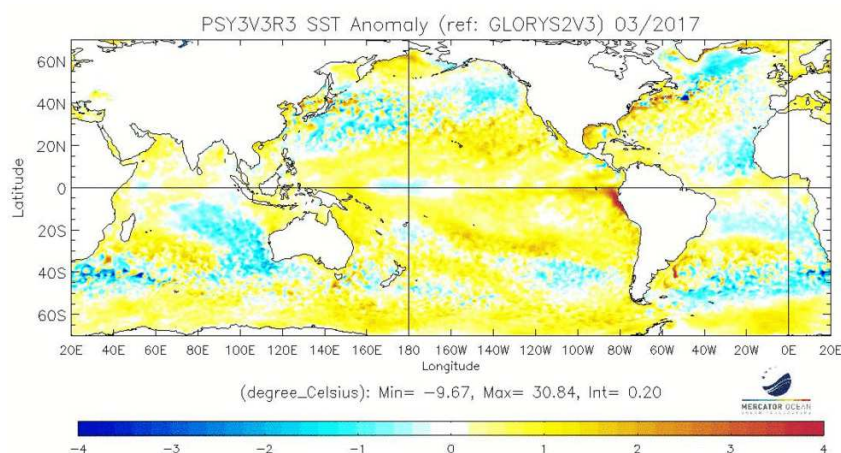 PSY3V3R3 SST Anomaly (ref: GLORYS2V3) 03/2017
60N
40N
20N
0
20S
40S
60S
Latitude
20E 40E 60E 80E 100E 120E 140E 160E 180 160W 140W 120W 100W 80W 60W 40W 20W 0E 20E
Longitude
(degree_Celsius): Min= -9.67, Max= 30.84, Int= 0.20
MERCATOR OCEAN
-4 -3 -2 -1 0 1 2 3 4